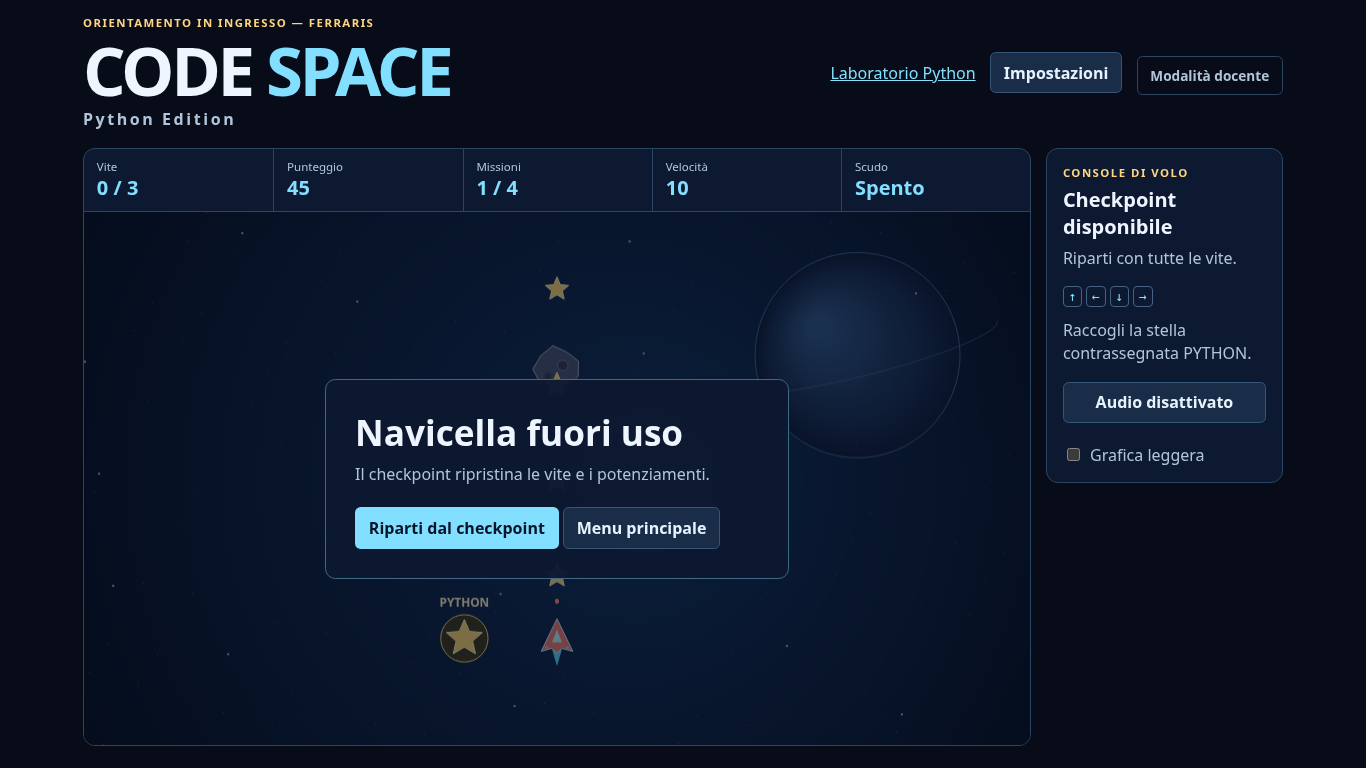 ORIENTAMENTO IN INGRESSO — FERRARIS
CODE SPACE
Python Edition
Laboratorio Python
Impostazioni
Modalità docente
Vite
0 / 3
Punteggio
45
Missioni
1 / 4
Velocità
10
Scudo
Spento
Navicella fuori uso
Il checkpoint ripristina le vite e i potenziamenti.
Riparti dal checkpoint
Menu principale
PYTHON
CONSOLE DI VOLO
Checkpoint
disponibile
Riparti con tutte le vite.
↑ ← ↓ →
Raccogli la stella
contrassegnata PYTHON.
Audio disattivato
Grafica leggera